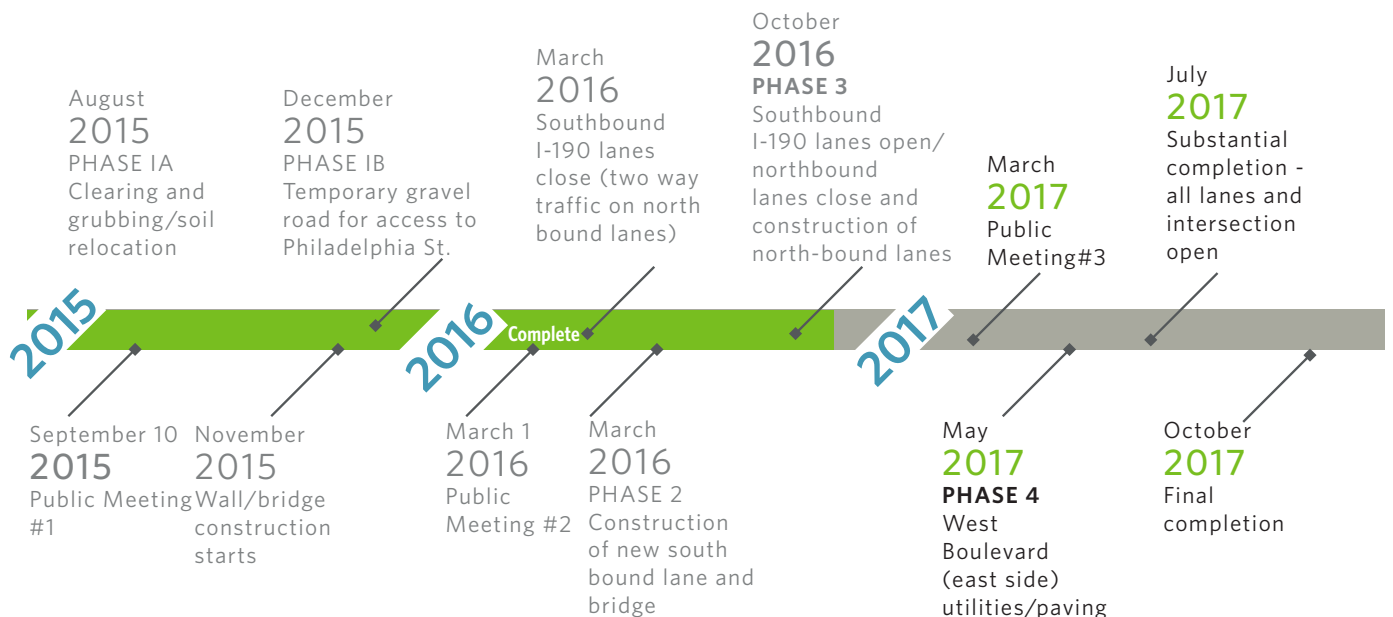 August
2015
PHASE IA
Clearing and
grubbing/soil
relocation
December
2015
PHASE IB
Temporary gravel
road for access to
Philadelphia St.
March
2016
Southbound
I-190 lanes
close (two way
traffic on north
bound lanes)
October
2016
PHASE 3
Southbound
I-190 lanes open/
northbound
lanes close and
construction of
north-bound lanes
March
2017
Public
Meeting#3
July
2017
Substantial
completion -
all lanes and
intersection
open
2015
2016
Complete
2017
September 10
2015
Public Meeting
#1
November
2015
Wall/bridge
construction
starts
March 1
2016
Public
Meeting #2
March
2016
PHASE 2
Construction
of new south
bound lane and
bridge
May
2017
PHASE 4
West
Boulevard
(east side)
utilities/paving
October
2017
Final
completion